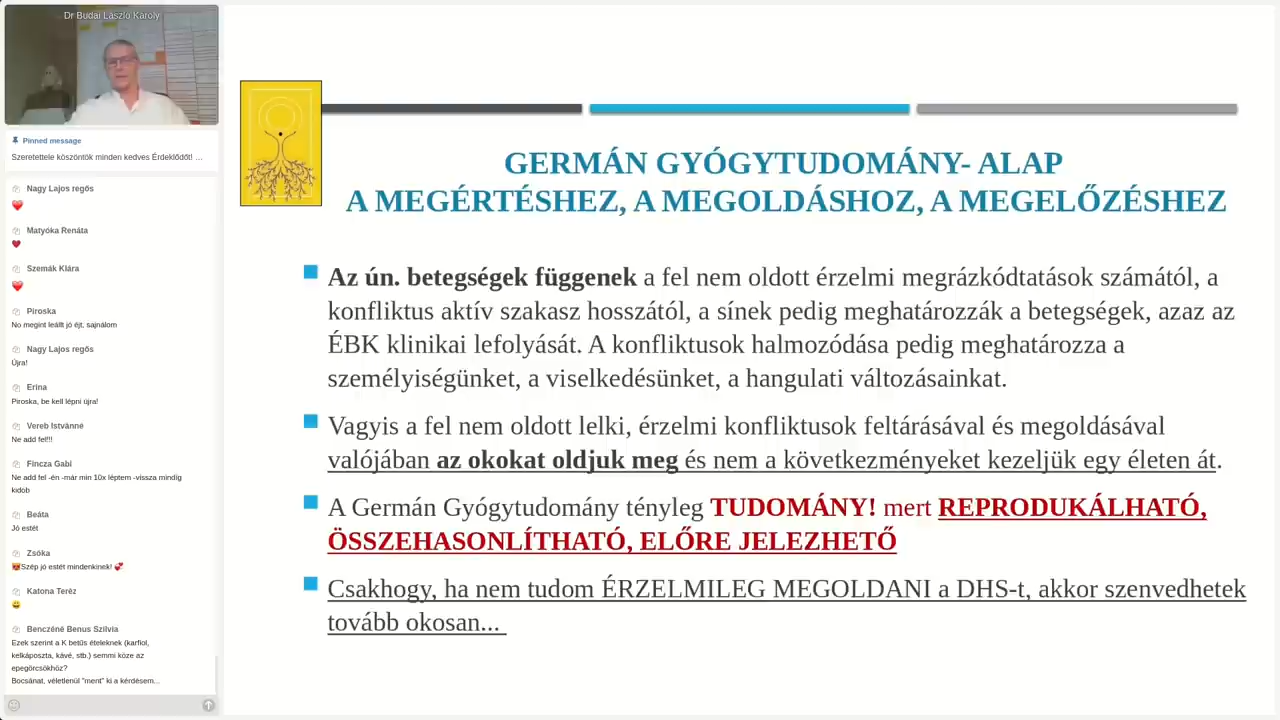 Dr Budai László Károly
Pinned message
Szeretettele köszöntök minden kedves Érdeklődőt! ...
Nagy Lajos regős
Matyóka Renáta
Szemák Klára
Piroska
No megint leállt jó éjt, sajnálom
Nagy Lajos regős
Újra!
Erina
Piroska, be kell lépni újra!
Vereb Istvánné
Ne add fel!!!
Fincza Gabi
Ne add fel -én -már min 10x léptem -vissza mindig
kidob
Beáta
Jó estét
Zsóka
Szép jó estét mindenkinek!
Katona Teréz
Benczéné Benus Szilvia
Ezek szerint a K betűs ételeknek (karfiol,
kelkáposzta, kávé, stb.) semmi köze az
epegörcsökhöz?
Bocsánat, véletlenül "ment" ki a kérdésem...
GERMÁN GYÓGYTUDOMÁNY- ALAP
A MEGÉRTÉSHEZ, A MEGOLDÁSHOZ, A MEGELŐZÉSHEZ
Az ún. betegségek függenek a fel nem oldott érzelmi megrázkódtatások számától, a
konfliktus aktív szakasz hosszától, a sínek pedig meghatározzák a betegségek, azaz az
ÉBK klinikai lefolyását. A konfliktusok halmozódása pedig meghatározza a
személyiségünket, a viselkedésünket, a hangulati változásainkat.
Vagyis a fel nem oldott lelki, érzelmi konfliktusok feltárásával és megoldásával
valójában az okokat oldjuk meg és nem a következményeket kezeljük egy életen át.
A Germán Gyógytudomány tényleg TUDOMÁNY! mert REPRODUKÁLHATÓ,
ÖSSZEHASONLÍTHATÓ, ELŐRE JELEZHETŐ
Csakhogy, ha nem tudom ÉRZELMILEG MEGOLDANI a DHS-t, akkor szenvedhetek
tovább okosan...